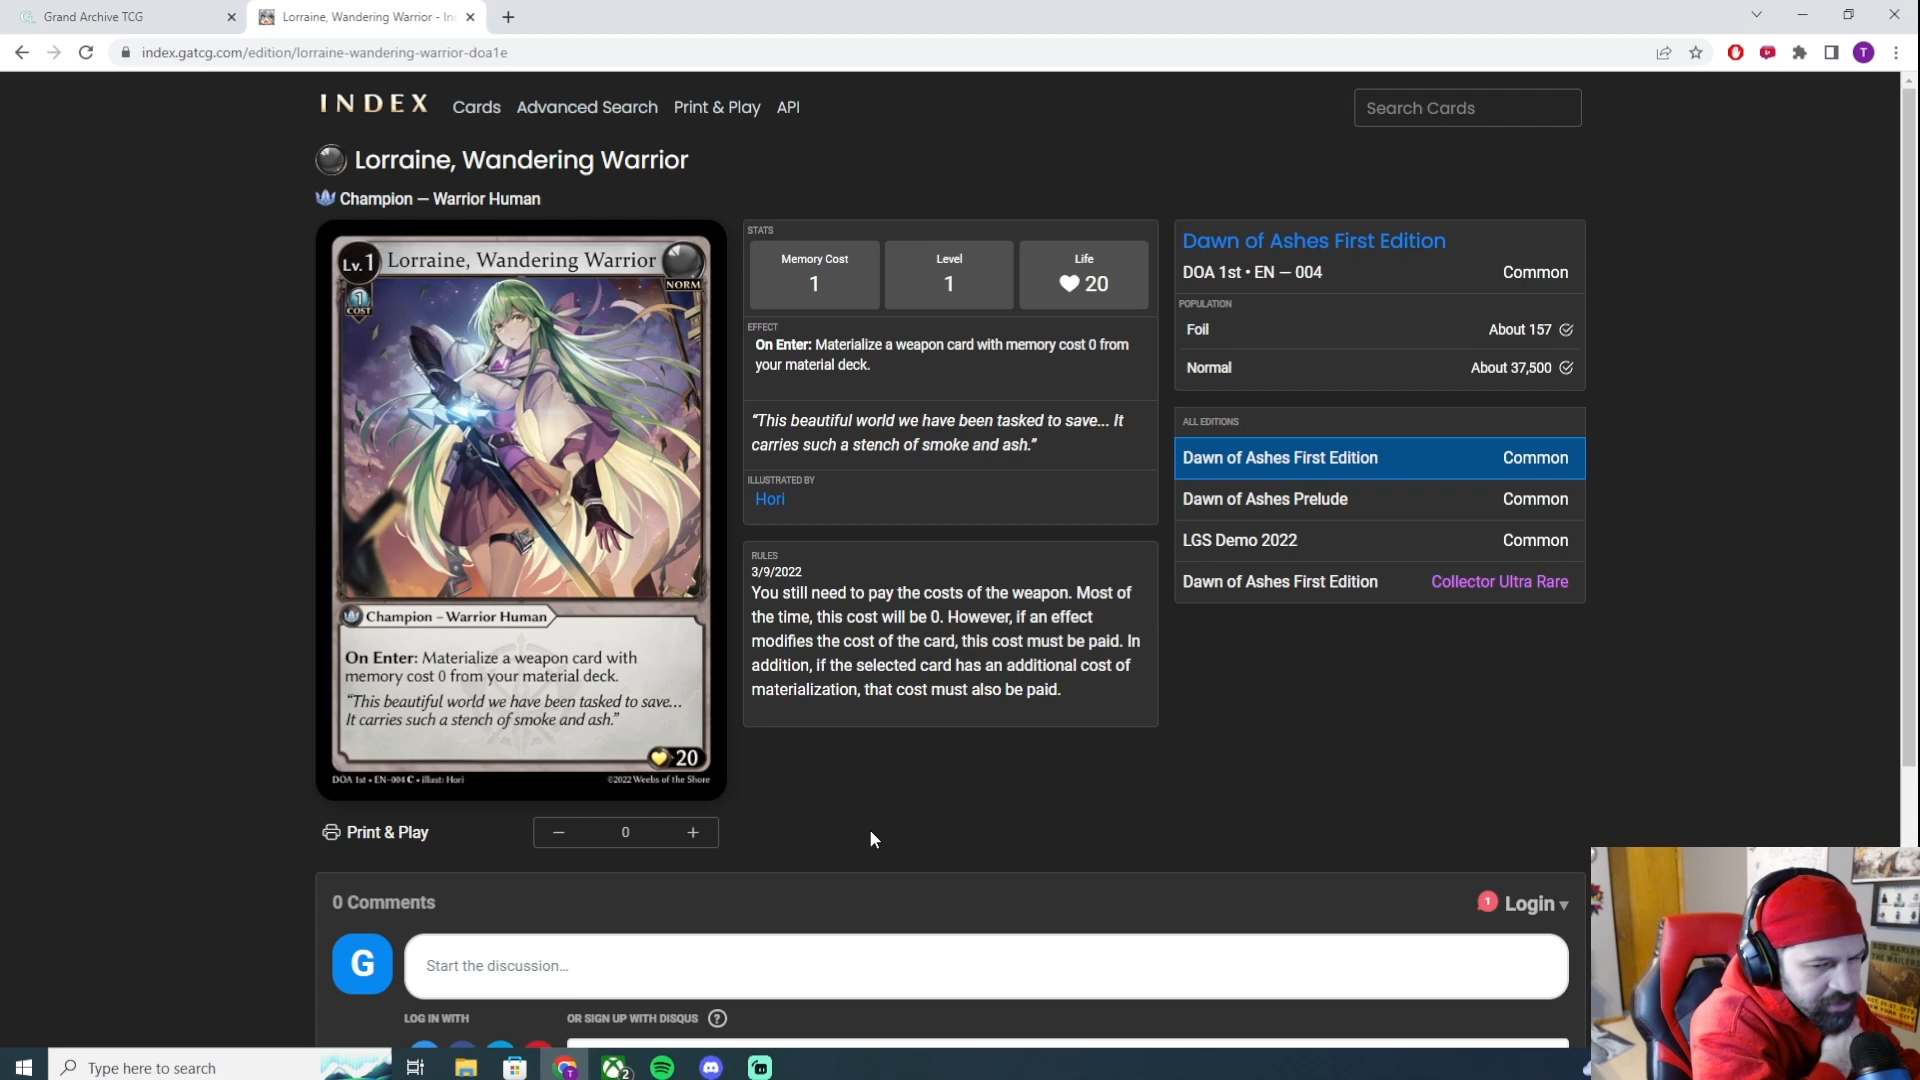 Grand Archive TCG
Lorraine, Wandering Warrior - In
index.gatcg.com/edition/lorraine-wandering-warrior-doa1e
T
INDEX Cards Advanced Search Print & Play API
Search Cards
Lorraine, Wandering Warrior
Champion — Warrior Human
Lv.1 Lorraine, Wandering Warrior
NORM
1
COST
Champion – Warrior Human
On Enter: Materialize a weapon card with
memory cost 0 from your material deck.
"This beautiful world we have been tasked to save...
It carries such a stench of smoke and ash."
20
DOA 1st • EN-004 C • illust: Hori
©2022 Weebs of the Shore
Print & Play
− 0 +
STATS
Memory Cost
1
Level
1
Life
20
EFFECT
On Enter: Materialize a weapon card with memory cost 0 from
your material deck.
"This beautiful world we have been tasked to save... It
carries such a stench of smoke and ash."
ILLUSTRATED BY
Hori
RULES
3/9/2022
You still need to pay the costs of the weapon. Most of
the time, this cost will be 0. However, if an effect
modifies the cost of the card, this cost must be paid. In
addition, if the selected card has an additional cost of
materialization, that cost must also be paid.
Dawn of Ashes First Edition
DOA 1st • EN — 004 Common
POPULATION
Foil About 157
Normal About 37,500
ALL EDITIONS
Dawn of Ashes First Edition Common
Dawn of Ashes Prelude Common
LGS Demo 2022 Common
Dawn of Ashes First Edition Collector Ultra Rare
0 Comments
1 Login
G
Start the discussion...
LOG IN WITH
OR SIGN UP WITH DISQUS ?
BOB MARLEY
AND THE
WAILERS
Type here to search
T
2